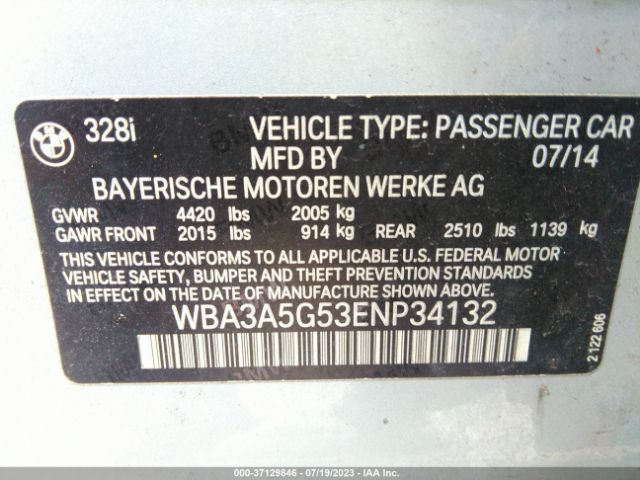 BMW 328i VEHICLE TYPE: PASSENGER CAR
MFD BY 07/14
BAYERISCHE MOTOREN WERKE AG
GVWR 4420 lbs 2005 kg
GAWR FRONT 2015 lbs 914 kg REAR 2510 lbs 1139 kg
THIS VEHICLE CONFORMS TO ALL APPLICABLE U.S. FEDERAL MOTOR
VEHICLE SAFETY, BUMPER AND THEFT PREVENTION STANDARDS
IN EFFECT ON THE DATE OF MANUFACTURE SHOWN ABOVE.
WBA3A5G53ENP34132
2 122 606
000-37129846 - 07/19/2023 - IAA Inc.